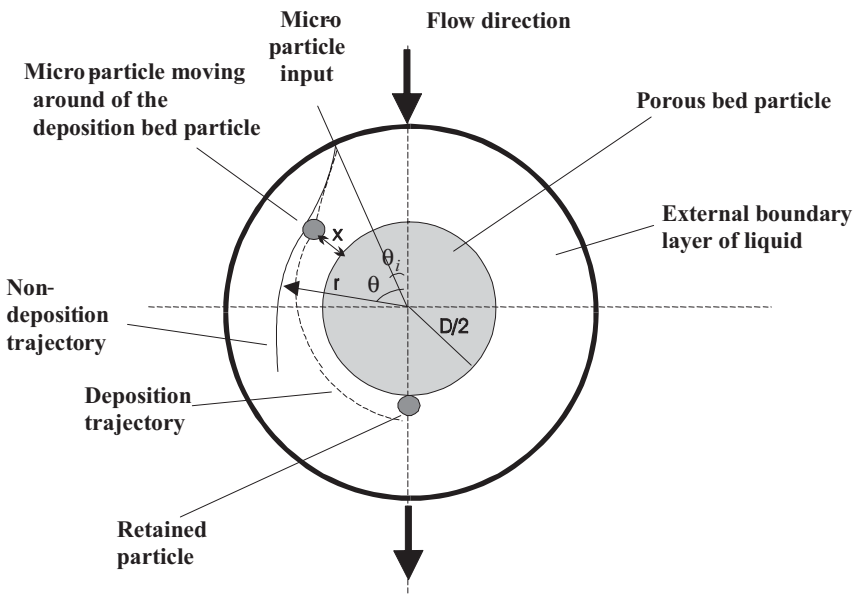 Micro
particle
input
Flow direction
Micro particle moving
around of the
deposition bed particle
Porous bed particle
External boundary
layer of liquid
x
θi
r
θ
D/2
Non-
deposition
trajectory
Deposition
trajectory
Retained
particle